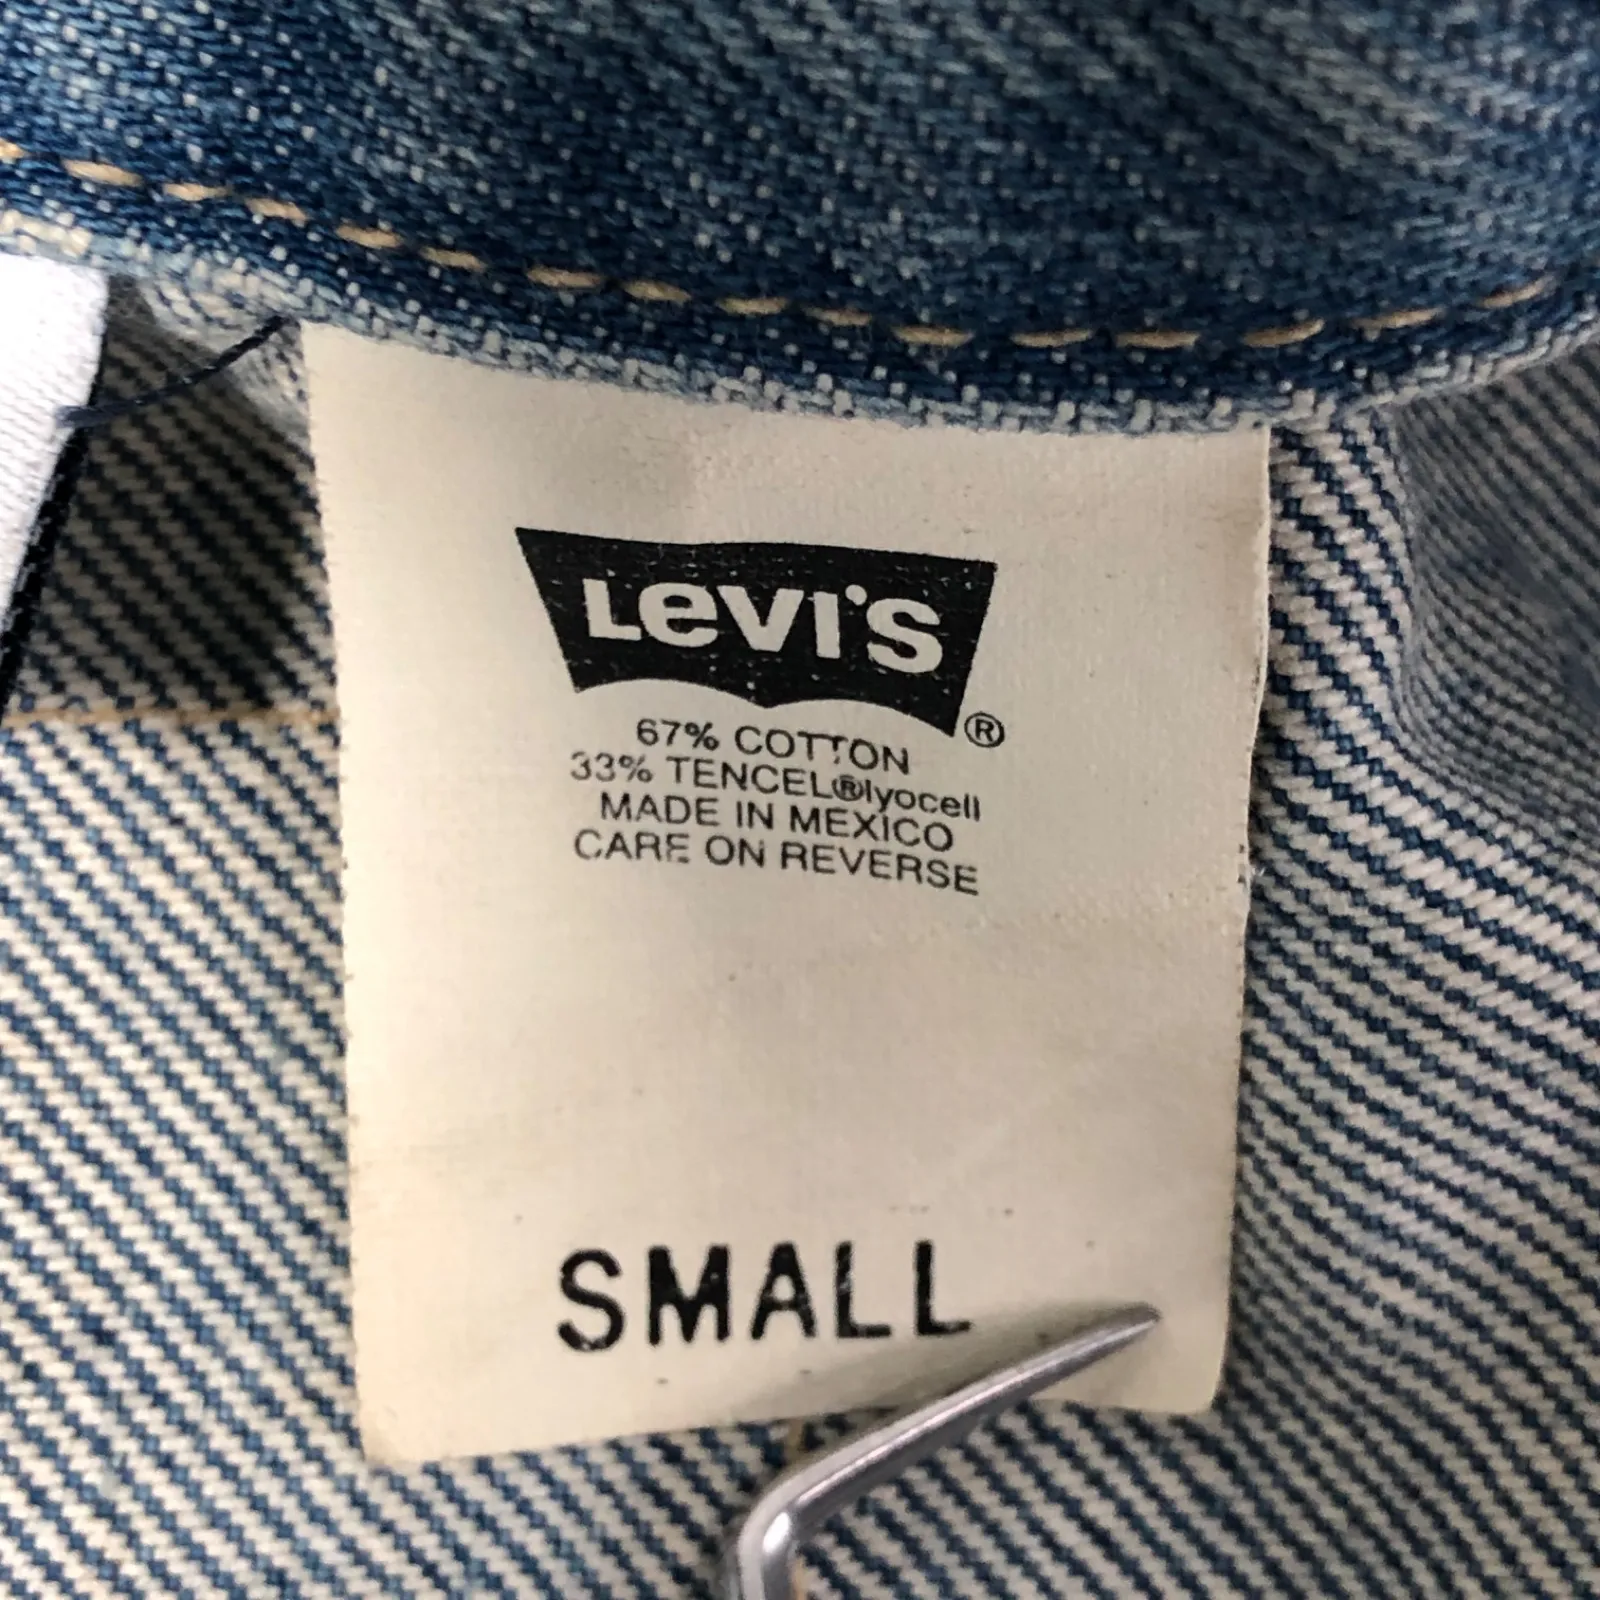 LEVI'S
®
67% COTTON
33% TENCEL®lyocell
MADE IN MEXICO
CARE ON REVERSE
SMALL